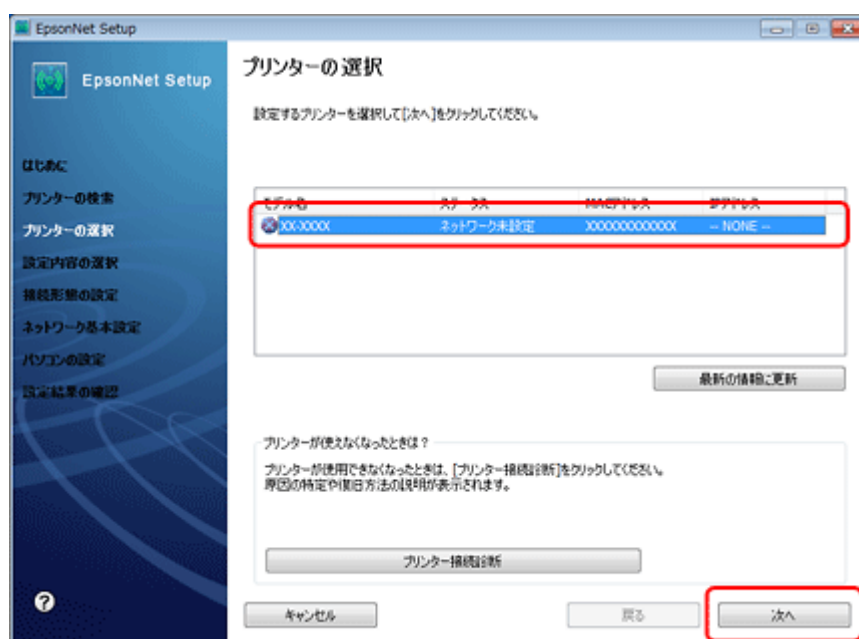 EpsonNet Setup
EpsonNet Setup
はじめに
プリンターの検索
プリンターの選択
設定内容の選択
接続形態の設定
ネットワーク基本設定
パソコンの設定
設定結果の確認
プリンターの選択
設定するプリンターを選択して[次へ]をクリックしてください。
モデル名 ステータス MACアドレス IPアドレス
XX-XXXX ネットワーク未設定 XXXXXXXXXXXX -- NONE --
最新の情報に更新
プリンターが使えなくなったときは?
プリンターが使用できなくなったときは、[プリンター接続診断]をクリックしてください。
原因の特定や復旧方法の説明が表示されます。
プリンター接続診断
キャンセル
戻る
次へ